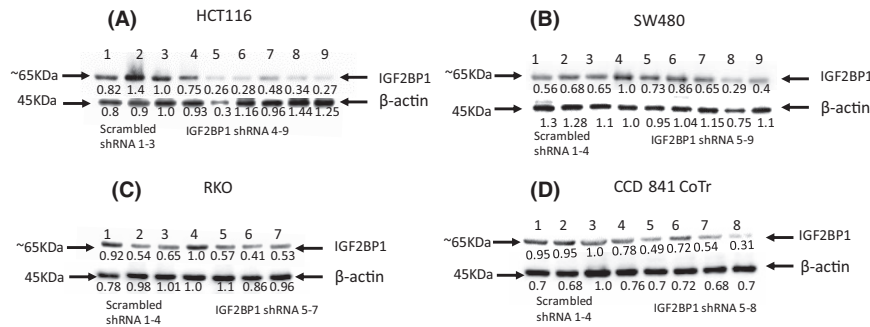 (A) HCT116
1 2 3 4 5 6 7 8 9
~65KDa IGF2BP1
0.82 1.4 1.0 0.75 0.26 0.28 0.48 0.34 0.27
45KDa β-actin
0.8 0.9 1.0 0.93 0.3 1.16 0.96 1.44 1.25
Scrambled
shRNA 1-3
IGF2BP1 shRNA 4-9
(B) SW480
1 2 3 4 5 6 7 8 9
~65KDa IGF2BP1
0.56 0.68 0.65 1.0 0.73 0.86 0.65 0.29 0.4
45KDa β-actin
1.3 1.28 1.1 1.0 0.95 1.04 1.15 0.75 1.1
Scrambled
shRNA 1-4
IGF2BP1 shRNA 5-9
(C) RKO
1 2 3 4 5 6 7
~65KDa IGF2BP1
0.92 0.54 0.65 1.0 0.57 0.41 0.53
45KDa β-actin
0.78 0.98 1.01 1.0 1.1 0.86 0.96
Scrambled
shRNA 1-4
IGF2BP1 shRNA 5-7
(D) CCD 841 CoTr
1 2 3 4 5 6 7 8
~65KDa IGF2BP1
0.95 0.95 1.0 0.78 0.49 0.72 0.54 0.31
45KDa β-actin
0.7 0.68 1.0 0.76 0.7 0.72 0.68 0.7
Scrambled
shRNA 1-4
IGF2BP1 shRNA 5-8